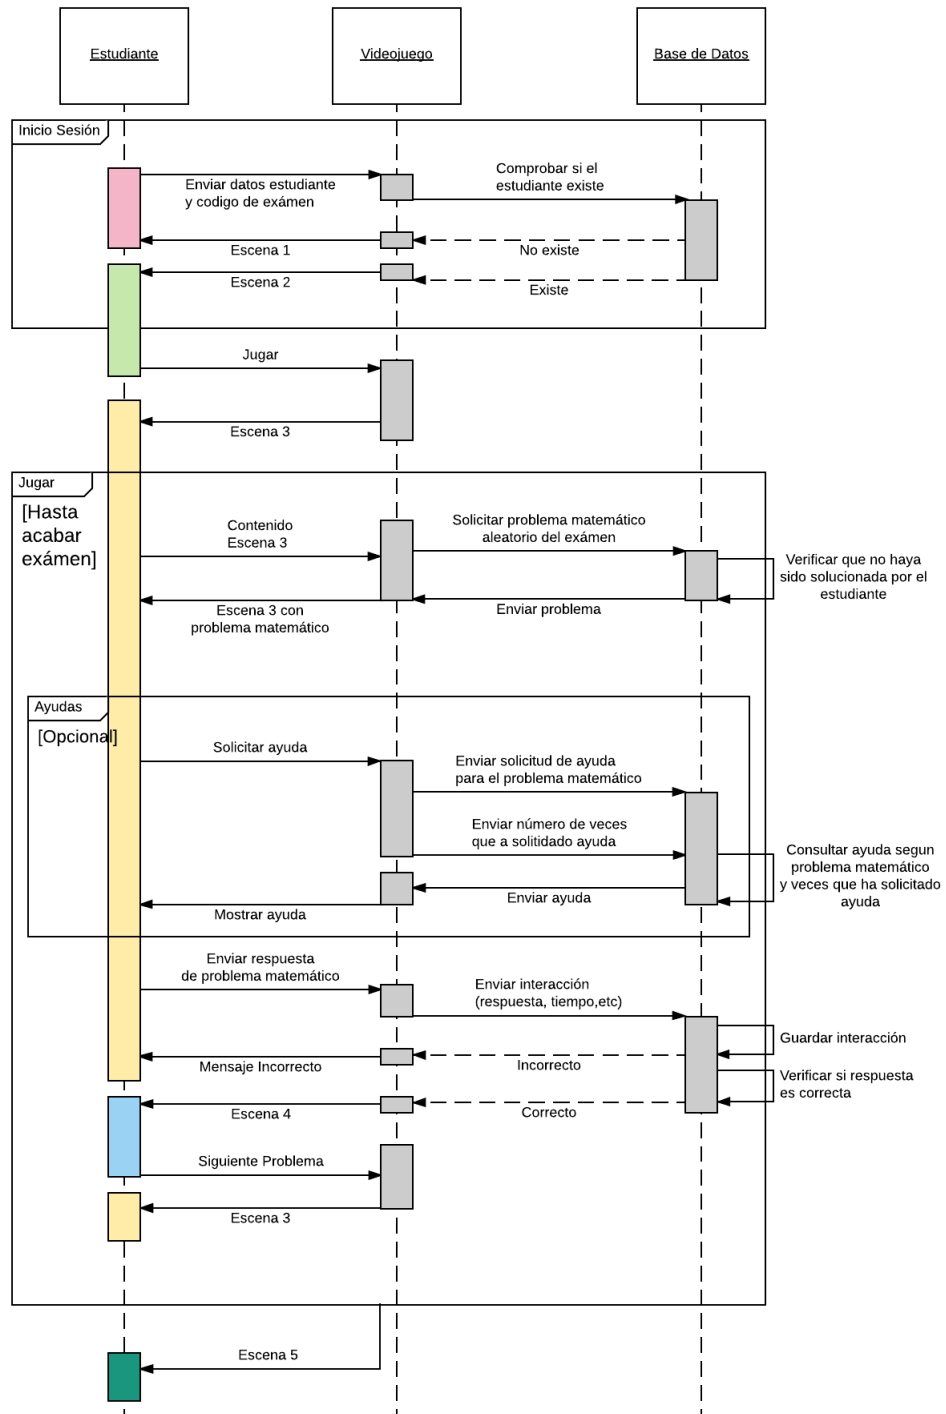 Estudiante
Videojuego
Base de Datos
Inicio Sesión
Enviar datos estudiante
y codigo de exámen
Comprobar si el
estudiante existe
Escena 1
No existe
Escena 2
Existe
Jugar
Escena 3
Jugar
[Hasta
acabar
exámen]
Contenido
Escena 3
Solicitar problema matemático
aleatorio del exámen
Verificar que no haya
sido solucionada por el
estudiante
Escena 3 con
problema matemático
Enviar problema
Ayudas
[Opcional]
Solicitar ayuda
Enviar solicitud de ayuda
para el problema matemático
Enviar número de veces
que a solitidado ayuda
Consultar ayuda segun
problema matemático
y veces que ha solicitado
ayuda
Enviar ayuda
Mostrar ayuda
Enviar respuesta
de problema matemático
Enviar interacción
(respuesta, tiempo,etc)
Guardar interacción
Mensaje Incorrecto
Incorrecto
Verificar si respuesta
es correcta
Escena 4
Correcto
Siguiente Problema
Escena 3
Escena 5